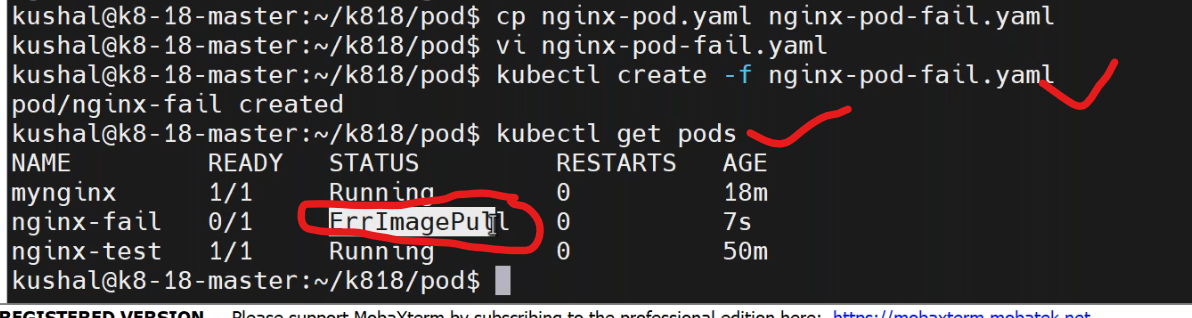 kushal@k8-18-master:~/k818/pod$ cp nginx-pod.yaml nginx-pod-fail.yaml
kushal@k8-18-master:~/k818/pod$ vi nginx-pod-fail.yaml
kushal@k8-18-master:~/k818/pod$ kubectl create -f nginx-pod-fail.yaml
pod/nginx-fail created
kushal@k8-18-master:~/k818/pod$ kubectl get pods
NAME READY STATUS RESTARTS AGE
mynginx 1/1 Running 0 18m
nginx-fail 0/1 ErrImagePull 0 7s
nginx-test 1/1 Running 0 50m
kushal@k8-18-master:~/k818/pod$
REGISTERED VERSION Please support MobaXterm by subscribing to the professional edition here: https://mobaxterm.mobatek.net